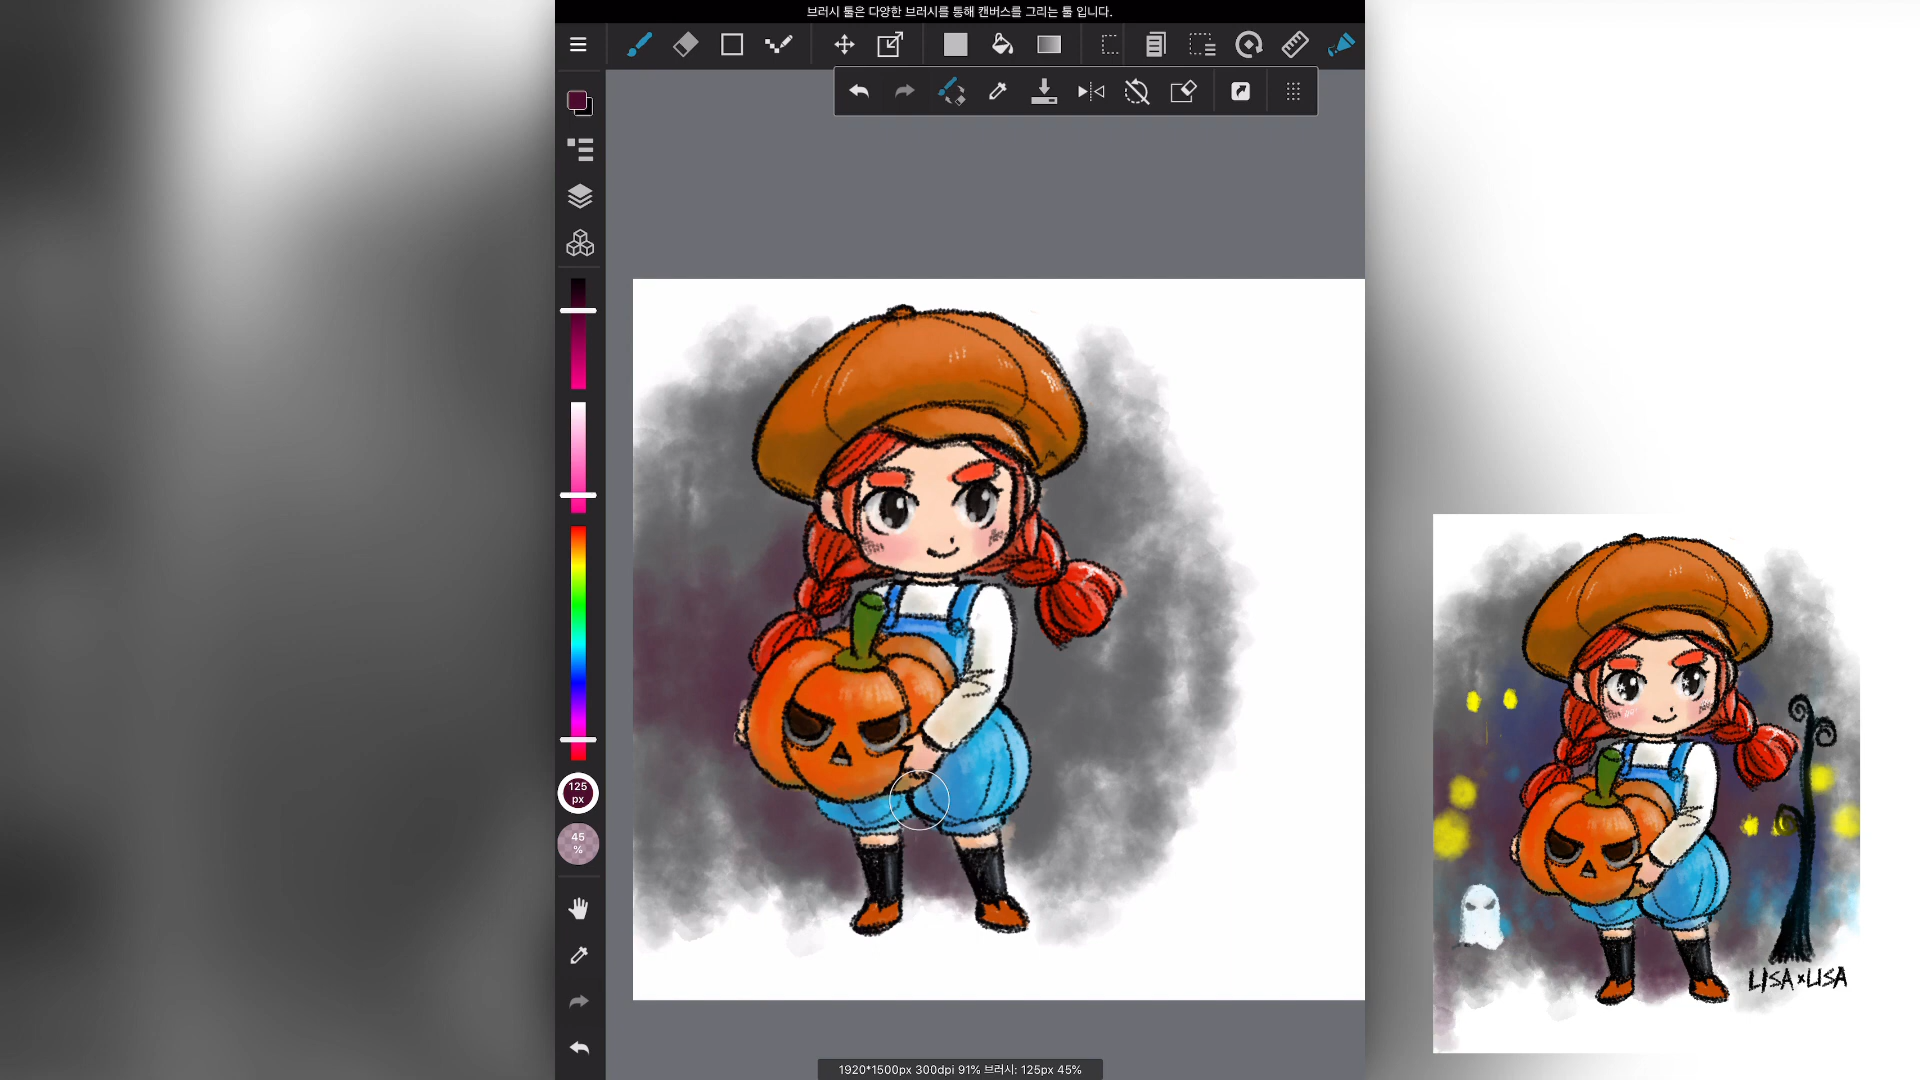 브러시 툴은 다양한 브러시를 통해 캔버스를 그리는 툴 입니다.
125
px
45
%
LISA×LISA
1920*1500px 300dpi 91% 브러시: 125px 45%